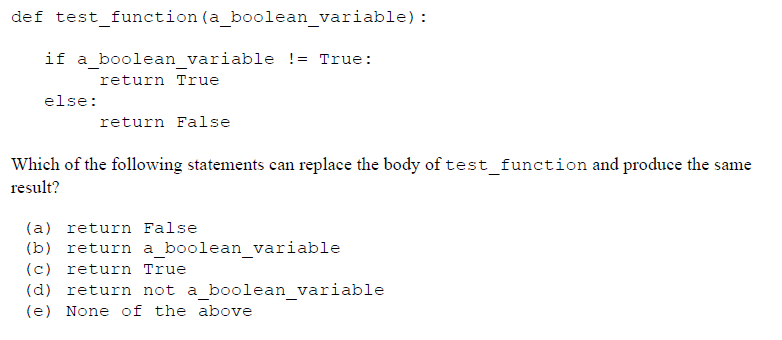 def test_function(a_boolean_variable):
if a_boolean_variable != True:
return True
else:
return False
Which of the following statements can replace the body of test_function and produce the same
result?
(a) return False
(b) return a_boolean_variable
(c) return True
(d) return not a_boolean_variable
(e) None of the above